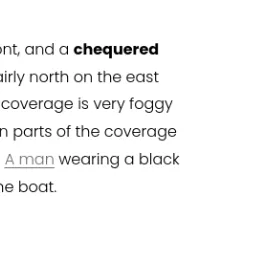 ont, and a chequered
airly north on the east
coverage is very foggy
n parts of the coverage
A man wearing a black
he boat.